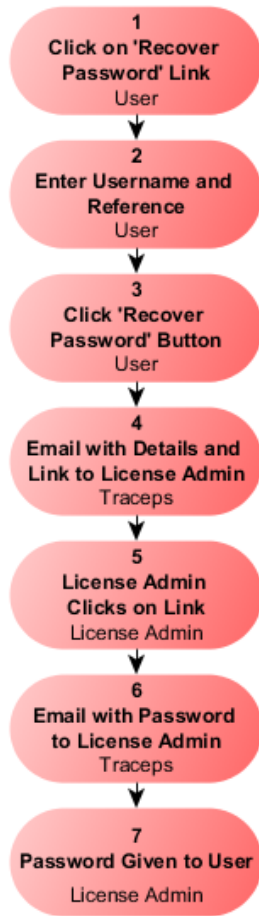 1
Click on 'Recover
Password' Link
User
2
Enter Username and
Reference
User
3
Click 'Recover
Password' Button
User
4
Email with Details and
Link to License Admin
Traceps
5
License Admin
Clicks on Link
License Admin
6
Email with Password
to License Admin
Traceps
7
Password Given to User
License Admin